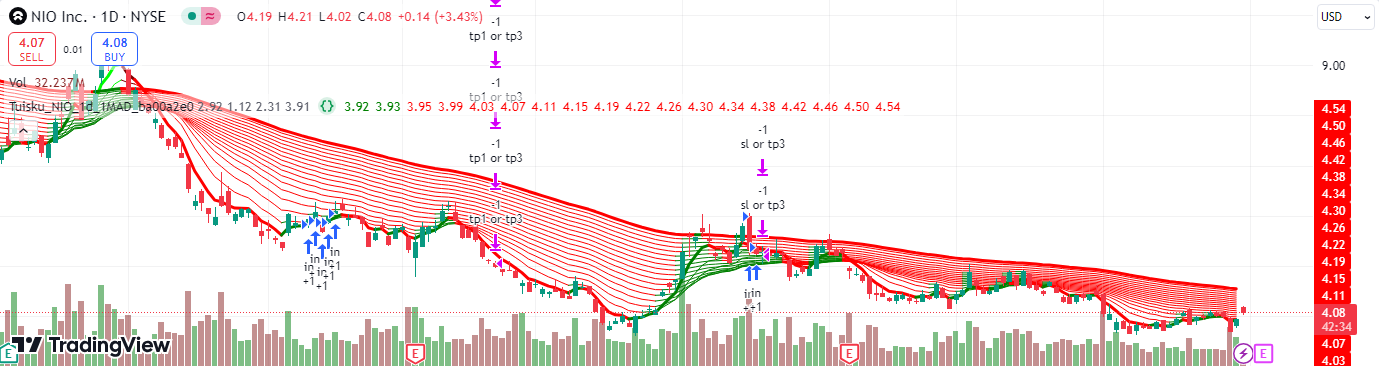 NIO Inc. · 1D · NYSE
O4.19 H4.21 L4.02 C4.08 +0.14 (+3.43%)
USD
4.07
SELL
0.01
4.08
BUY
Vol 32.237 M
Tuisku_NIO_1d_1MAD_ba00a2e0 2.92 1.12 2.31 3.91 3.92 3.93 3.95 3.99 4.03 4.07 4.11 4.15 4.19 4.22 4.26 4.30 4.34 4.38 4.42 4.46 4.50 4.54
-1
tp1 or tp3
-1
tp1 or tp3
-1
tp1 or tp3
-1
tp1 or tp3
-1
sl or tp3
-1
sl or tp3
in
+1
in
+1
in
+1
in
9.00
4.54
4.50
4.46
4.42
4.38
4.34
4.30
4.26
4.22
4.19
4.15
4.11
4.08
42:34
4.07
4.03
E
E
E
E
TradingView